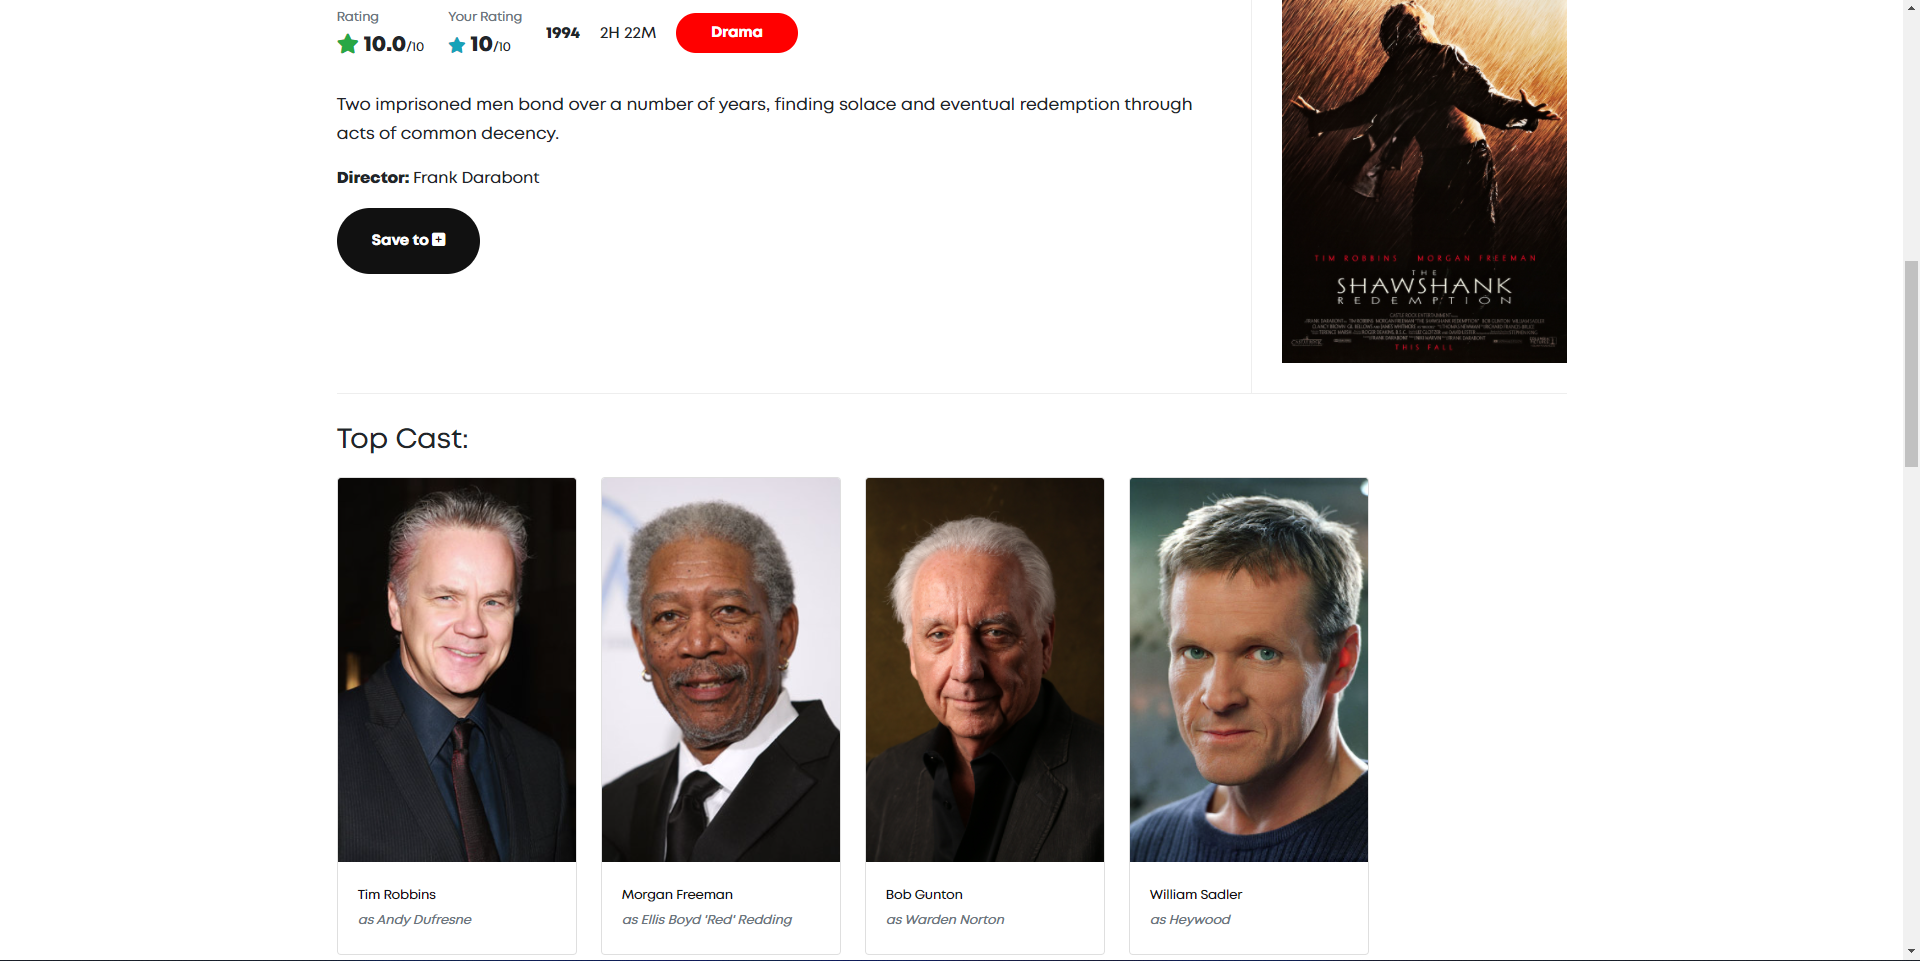 Rating
10.0/10
Your Rating
10/10
1994
2H 22M
Drama
Two imprisoned men bond over a number of years, finding solace and eventual redemption through
acts of common decency.
Director: Frank Darabont
Save to
TIM ROBBINS MORGAN FREEMAN
THE
SHAWSHANK
REDEMPTION
THIS FALL
Top Cast:
Tim Robbins
as Andy Dufresne
Morgan Freeman
as Ellis Boyd 'Red' Redding
Bob Gunton
as Warden Norton
William Sadler
as Heywood